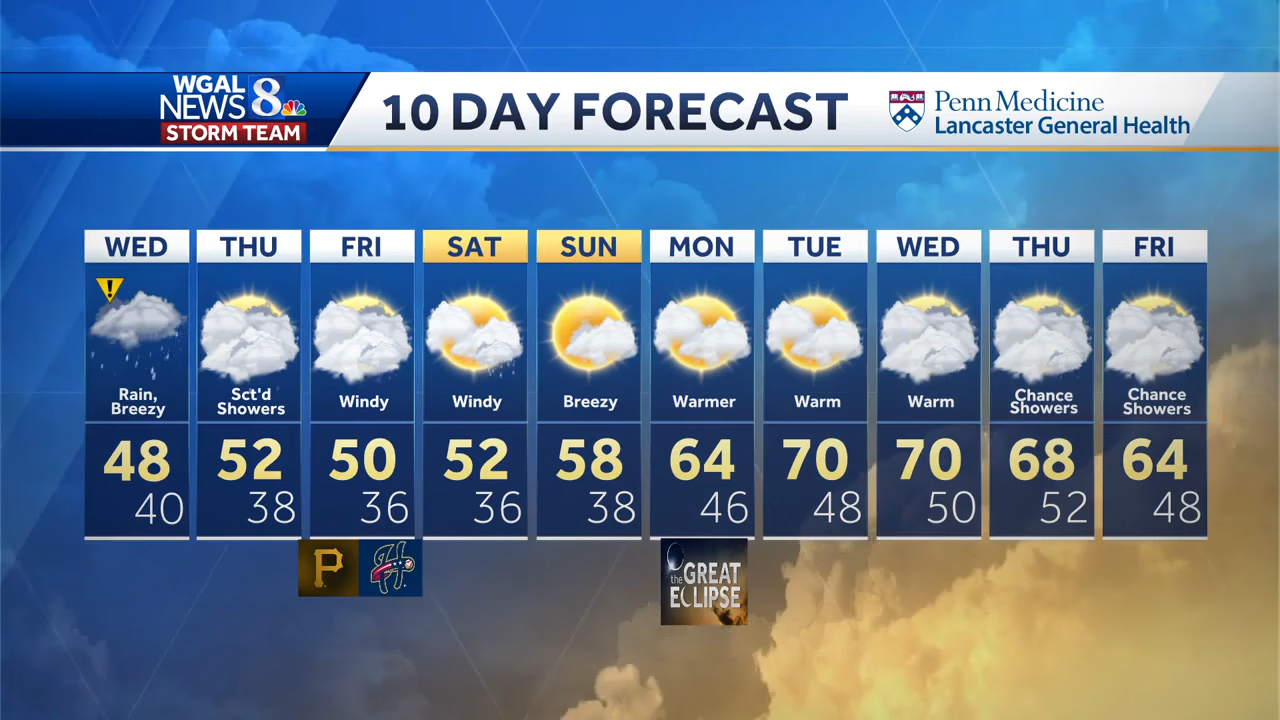 WGAL
NEWS 8
STORM TEAM
10 DAY FORECAST
Penn Medicine
Lancaster General Health
WED THU FRI SAT SUN MON TUE WED THU FRI
!
Rain,
Breezy
Sct'd
Showers
Windy
Windy
Breezy
Warmer
Warm
Warm
Chance
Showers
Chance
Showers
48 52 50 52 58 64 70 70 68 64
40 38 36 36 38 46 48 50 52 48
P
H
the GREAT
ECLIPSE